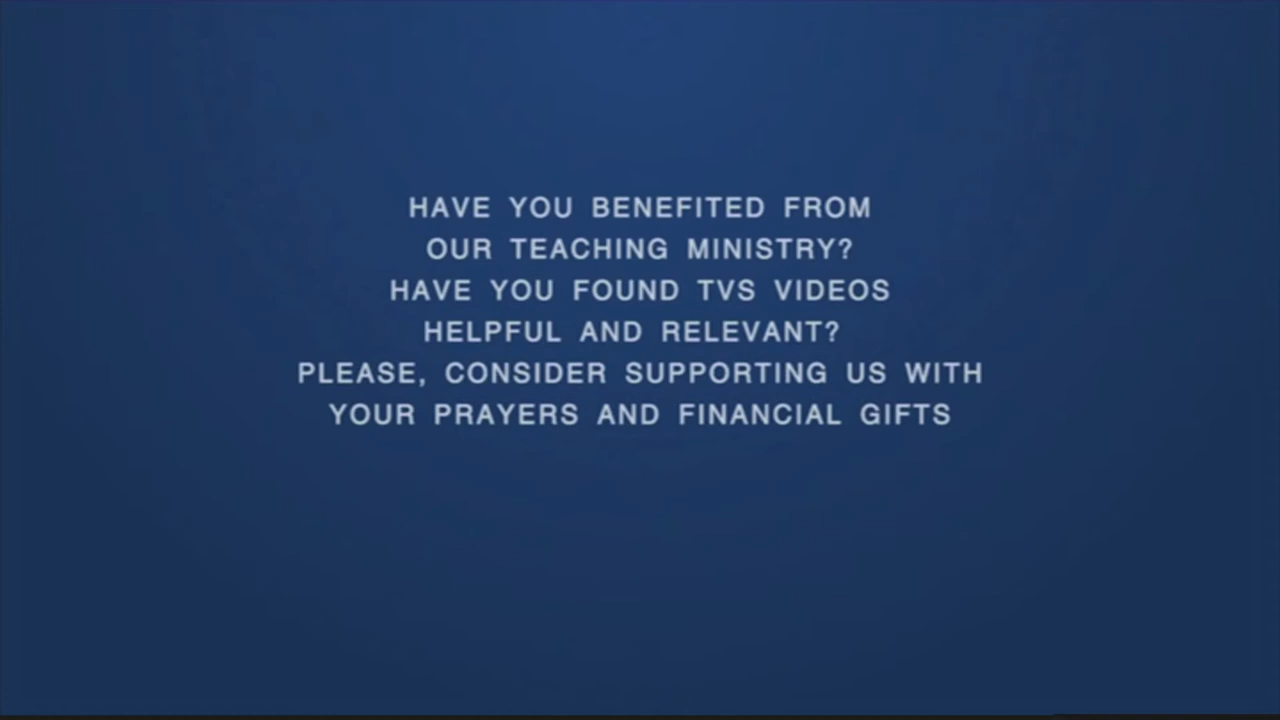 HAVE YOU BENEFITED FROM
OUR TEACHING MINISTRY?
HAVE YOU FOUND TVS VIDEOS
HELPFUL AND RELEVANT?
PLEASE, CONSIDER SUPPORTING US WITH
YOUR PRAYERS AND FINANCIAL GIFTS